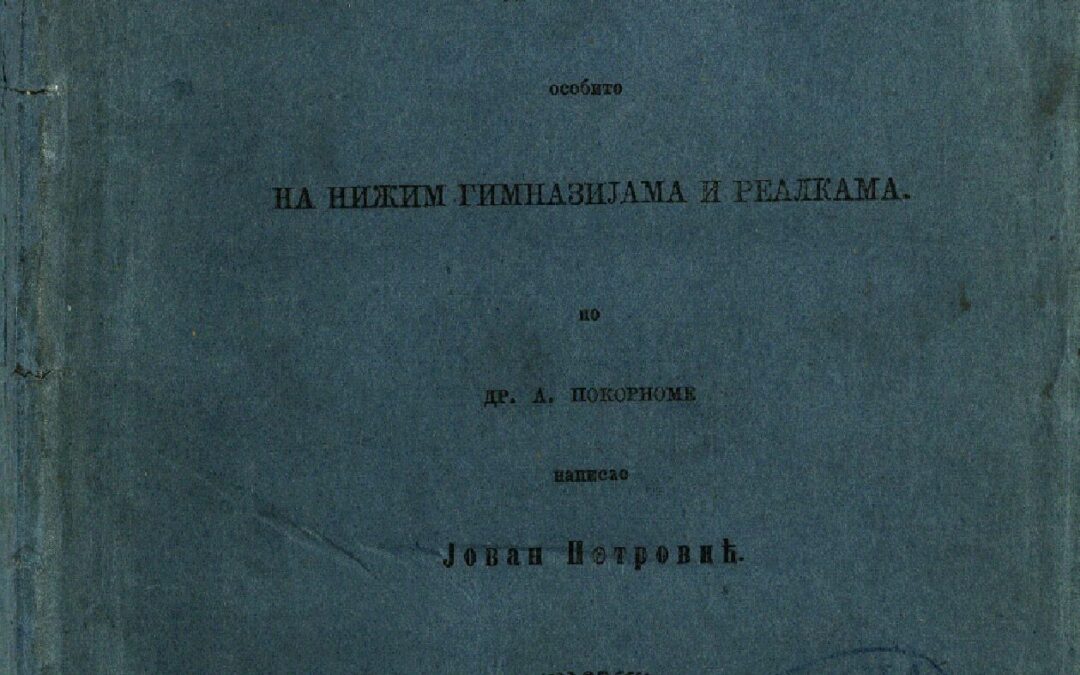 особито
НА НИЖИМ ГИМНАЗИЈАМА И РЕАЛКАМА.
по
ДР. А. ПОКОРНОМЕ
написао
Јован Петровић.